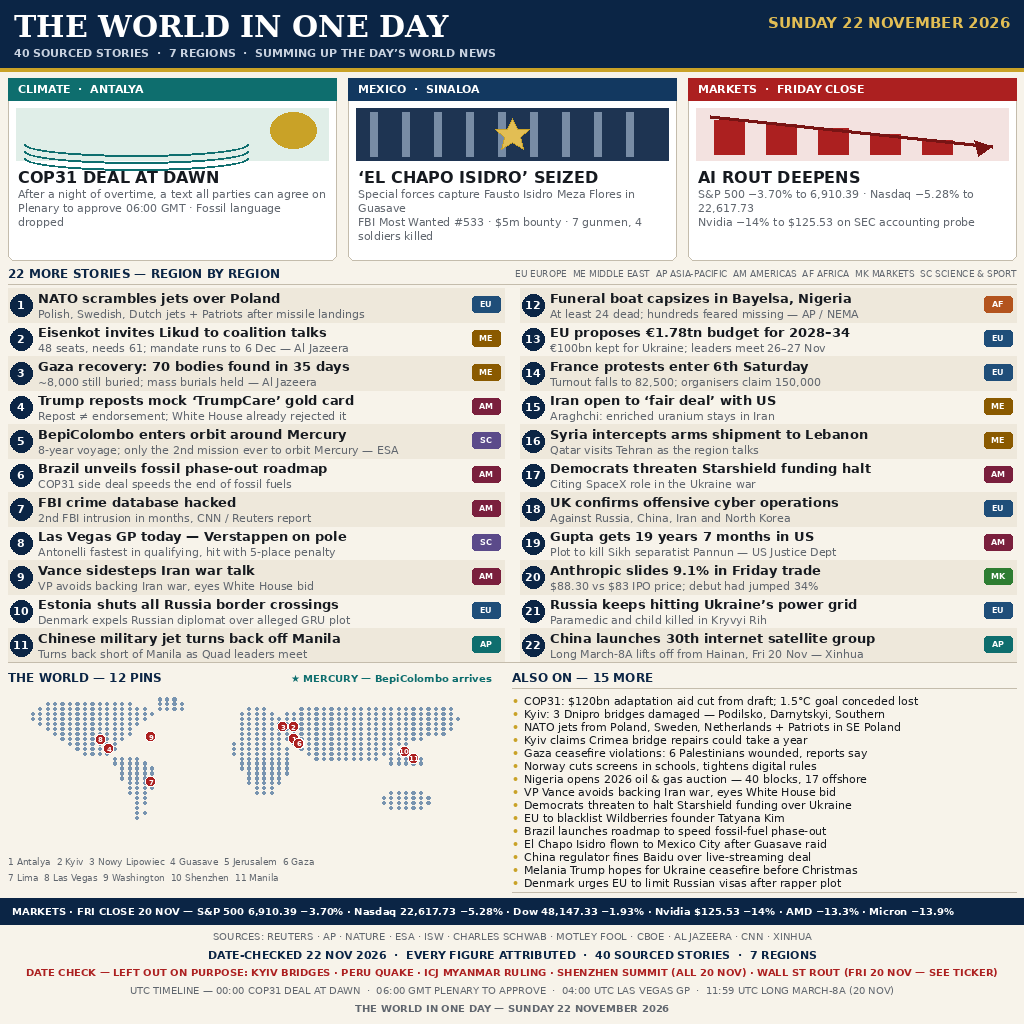 THE WORLD IN ONE DAY
SUNDAY 22 NOVEMBER 2026
40 SOURCED STORIES · 7 REGIONS · SUMMING UP THE DAY’S WORLD NEWS
CLIMATE · ANTALYA
COP31 DEAL AT DAWN
After a night of overtime, a text all parties can agree on
Plenary to approve 06:00 GMT · Fossil language
dropped
MEXICO · SINALOA
‘EL CHAPO ISIDRO’ SEIZED
Special forces capture Fausto Isidro Meza Flores in
Guasave
FBI Most Wanted #533 · $5m bounty · 7 gunmen, 4
soldiers killed
MARKETS · FRIDAY CLOSE
AI ROUT DEEPENS
S&P 500 −3.70% to 6,910.39 · Nasdaq −5.28% to
22,617.73
Nvidia −14% to $125.53 on SEC accounting probe
22 MORE STORIES — REGION BY REGION
EU EUROPE ME MIDDLE EAST AP ASIA-PACIFIC AM AMERICAS AF AFRICA MK MARKETS SC SCIENCE & SPORT
1 NATO scrambles jets over Poland EU
Polish, Swedish, Dutch jets + Patriots after missile landings
2 Eisenkot invites Likud to coalition talks ME
48 seats, needs 61; mandate runs to 6 Dec — Al Jazeera
3 Gaza recovery: 70 bodies found in 35 days ME
~8,000 still buried; mass burials held — Al Jazeera
4 Trump reposts mock ‘TrumpCare’ gold card AM
Repost ≠ endorsement; White House already rejected it
5 BepiColombo enters orbit around Mercury SC
8-year voyage; only the 2nd mission ever to orbit Mercury — ESA
6 Brazil unveils fossil phase-out roadmap AM
COP31 side deal speeds the end of fossil fuels
7 FBI crime database hacked AM
2nd FBI intrusion in months, CNN / Reuters report
8 Las Vegas GP today — Verstappen on pole SC
Antonelli fastest in qualifying, hit with 5-place penalty
9 Vance sidesteps Iran war talk AM
VP avoids backing Iran war, eyes White House bid
10 Estonia shuts all Russia border crossings EU
Denmark expels Russian diplomat over alleged GRU plot
11 Chinese military jet turns back off Manila AP
Turns back short of Manila as Quad leaders meet
12 Funeral boat capsizes in Bayelsa, Nigeria AF
At least 24 dead; hundreds feared missing — AP / NEMA
13 EU proposes €1.78tn budget for 2028–34 EU
€100bn kept for Ukraine; leaders meet 26–27 Nov
14 France protests enter 6th Saturday EU
Turnout falls to 82,500; organisers claim 150,000
15 Iran open to ‘fair deal’ with US ME
Araghchi: enriched uranium stays in Iran
16 Syria intercepts arms shipment to Lebanon ME
Qatar visits Tehran as the region talks
17 Democrats threaten Starshield funding halt AM
Citing SpaceX role in the Ukraine war
18 UK confirms offensive cyber operations EU
Against Russia, China, Iran and North Korea
19 Gupta gets 19 years 7 months in US AM
Plot to kill Sikh separatist Pannun — US Justice Dept
20 Anthropic slides 9.1% in Friday trade MK
$88.30 vs $83 IPO price; debut had jumped 34%
21 Russia keeps hitting Ukraine’s power grid EU
Paramedic and child killed in Kryvyi Rih
22 China launches 30th internet satellite group AP
Long March-8A lifts off from Hainan, Fri 20 Nov — Xinhua
THE WORLD — 12 PINS
★ MERCURY — BepiColombo arrives
3 2
6
8
4
9
10
11
7
1 Antalya 2 Kyiv 3 Nowy Lipowiec 4 Guasave 5 Jerusalem 6 Gaza
7 Lima 8 Las Vegas 9 Washington 10 Shenzhen 11 Manila
ALSO ON — 15 MORE
• COP31: $120bn adaptation aid cut from draft; 1.5°C goal conceded lost
• Kyiv: 3 Dnipro bridges damaged — Podilsko, Darnytskyi, Southern
• NATO jets from Poland, Sweden, Netherlands + Patriots in SE Poland
• Kyiv claims Crimea bridge repairs could take a year
• Gaza ceasefire violations: 6 Palestinians wounded, reports say
• Norway cuts screens in schools, tightens digital rules
• Nigeria opens 2026 oil & gas auction — 40 blocks, 17 offshore
• VP Vance avoids backing Iran war, eyes White House bid
• Democrats threaten to halt Starshield funding over Ukraine
• EU to blacklist Wildberries founder Tatyana Kim
• Brazil launches roadmap to speed fossil-fuel phase-out
• El Chapo Isidro flown to Mexico City after Guasave raid
• China regulator fines Baidu over live-streaming deal
• Melania Trump hopes for Ukraine ceasefire before Christmas
• Denmark urges EU to limit Russian visas after rapper plot
MARKETS · FRI CLOSE 20 NOV — S&P 500 6,910.39 −3.70% · Nasdaq 22,617.73 −5.28% · Dow 48,147.33 −1.93% · Nvidia $125.53 −14% · AMD −13.3% · Micron −13.9%
SOURCES: REUTERS · AP · NATURE · ESA · ISW · CHARLES SCHWAB · MOTLEY FOOL · CBOE · AL JAZEERA · CNN · XINHUA
DATE-CHECKED 22 NOV 2026 · EVERY FIGURE ATTRIBUTED · 40 SOURCED STORIES · 7 REGIONS
DATE CHECK — LEFT OUT ON PURPOSE: KYIV BRIDGES · PERU QUAKE · ICJ MYANMAR RULING · SHENZHEN SUMMIT (ALL 20 NOV) · WALL ST ROUT (FRI 20 NOV — SEE TICKER)
UTC TIMELINE — 00:00 COP31 DEAL AT DAWN · 06:00 GMT PLENARY TO APPROVE · 04:00 UTC LAS VEGAS GP · 11:59 UTC LONG MARCH-8A (20 NOV)
THE WORLD IN ONE DAY — SUNDAY 22 NOVEMBER 2026